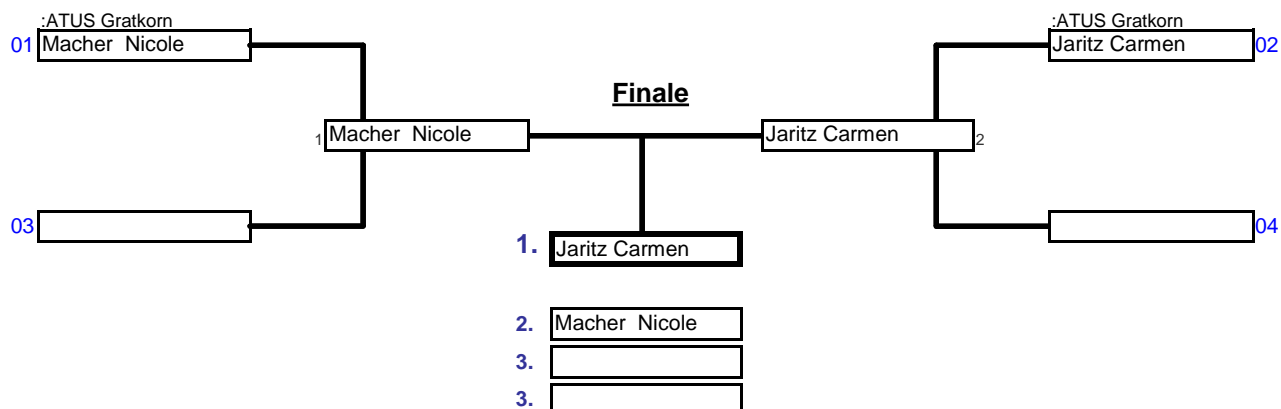 :ATUS Gratkorn
:ATUS Gratkorn
01 Macher  Nicole
Jaritz Carmen 02
Finale
1 Macher  Nicole
Jaritz Carmen 2
03
04
1. Jaritz Carmen
2. Macher  Nicole
3.
3.